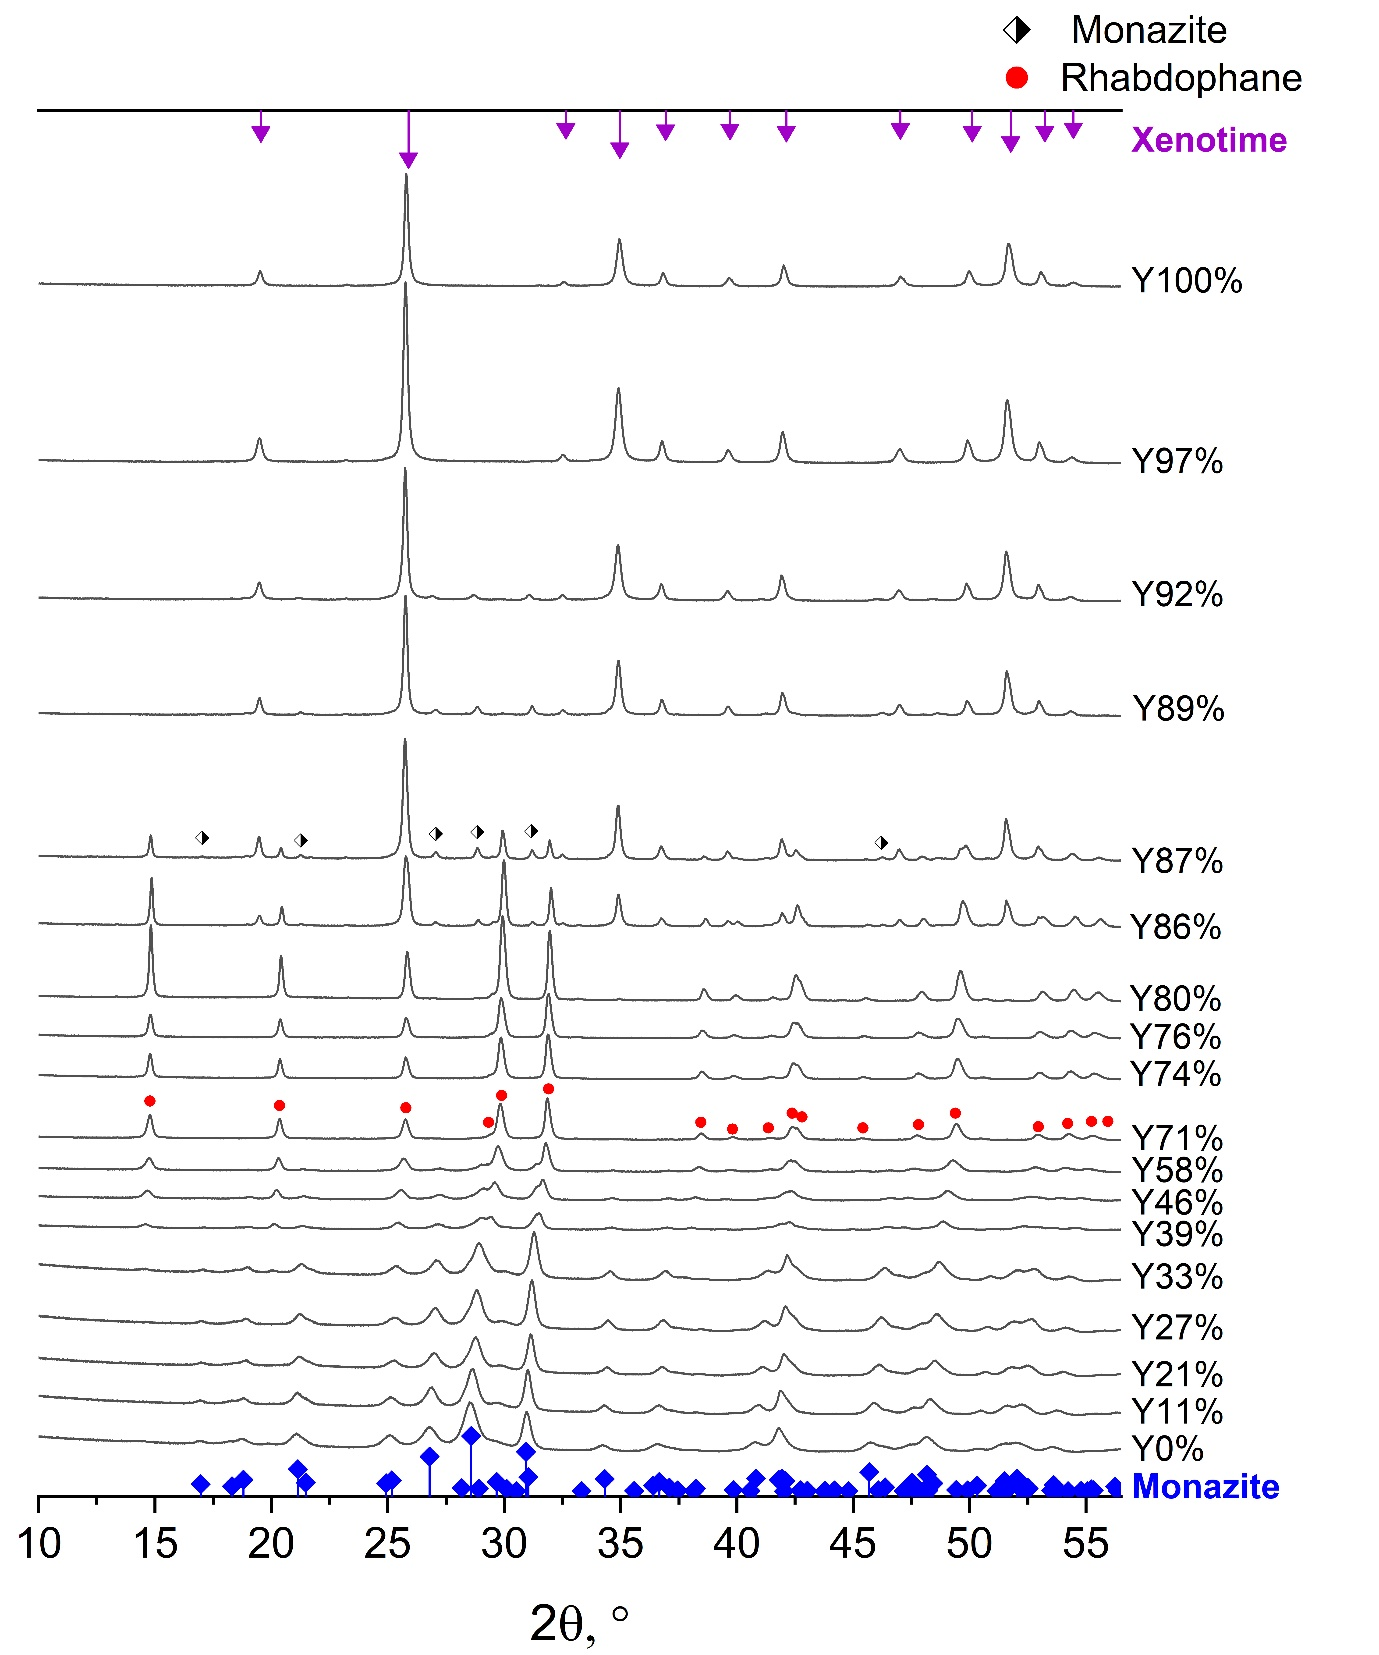 Monazite
Rhabdophane
Xenotime
Y100%
Y97%
Y92%
Y89%
Y87%
Y86%
Y80%
Y76%
Y74%
Y71%
Y58%
Y46%
Y39%
Y33%
Y27%
Y21%
Y11%
Y0%
Monazite
10 15 20 25 30 35 40 45 50 55
2θ, °